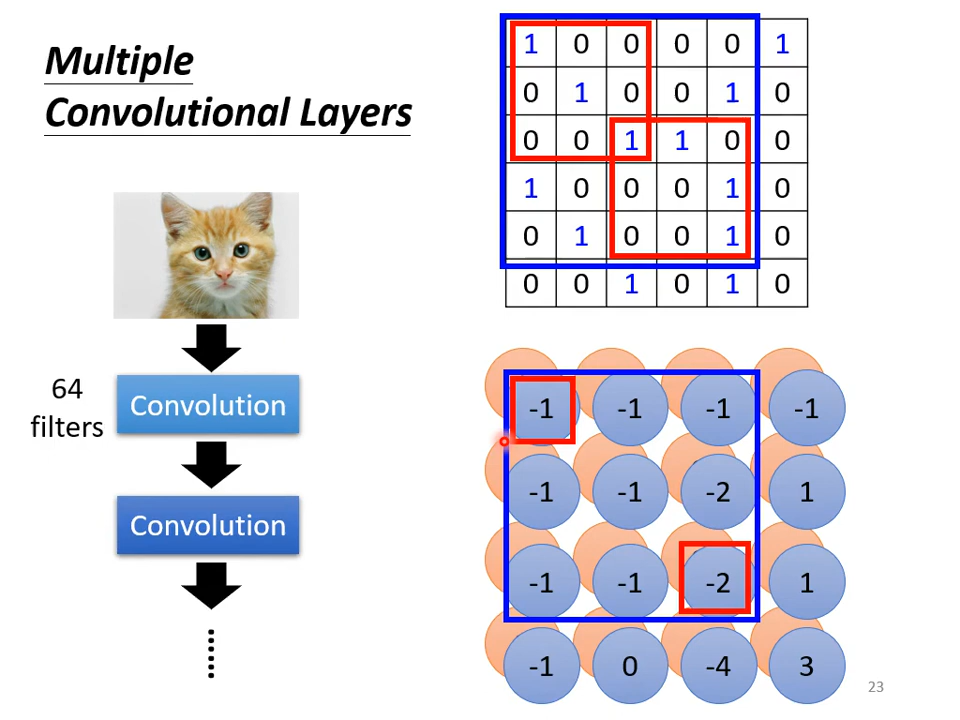 Multiple
Convolutional Layers
64
filters
Convolution
Convolution
1 0 0 0 0 1
0 1 0 0 1 0
0 0 1 1 0 0
1 0 0 0 1 0
0 1 0 0 1 0
0 0 1 0 1 0
-1 -1 -1 -1
-1 -1 -2 1
-1 -1 -2 1
-1 0 -4 3
23